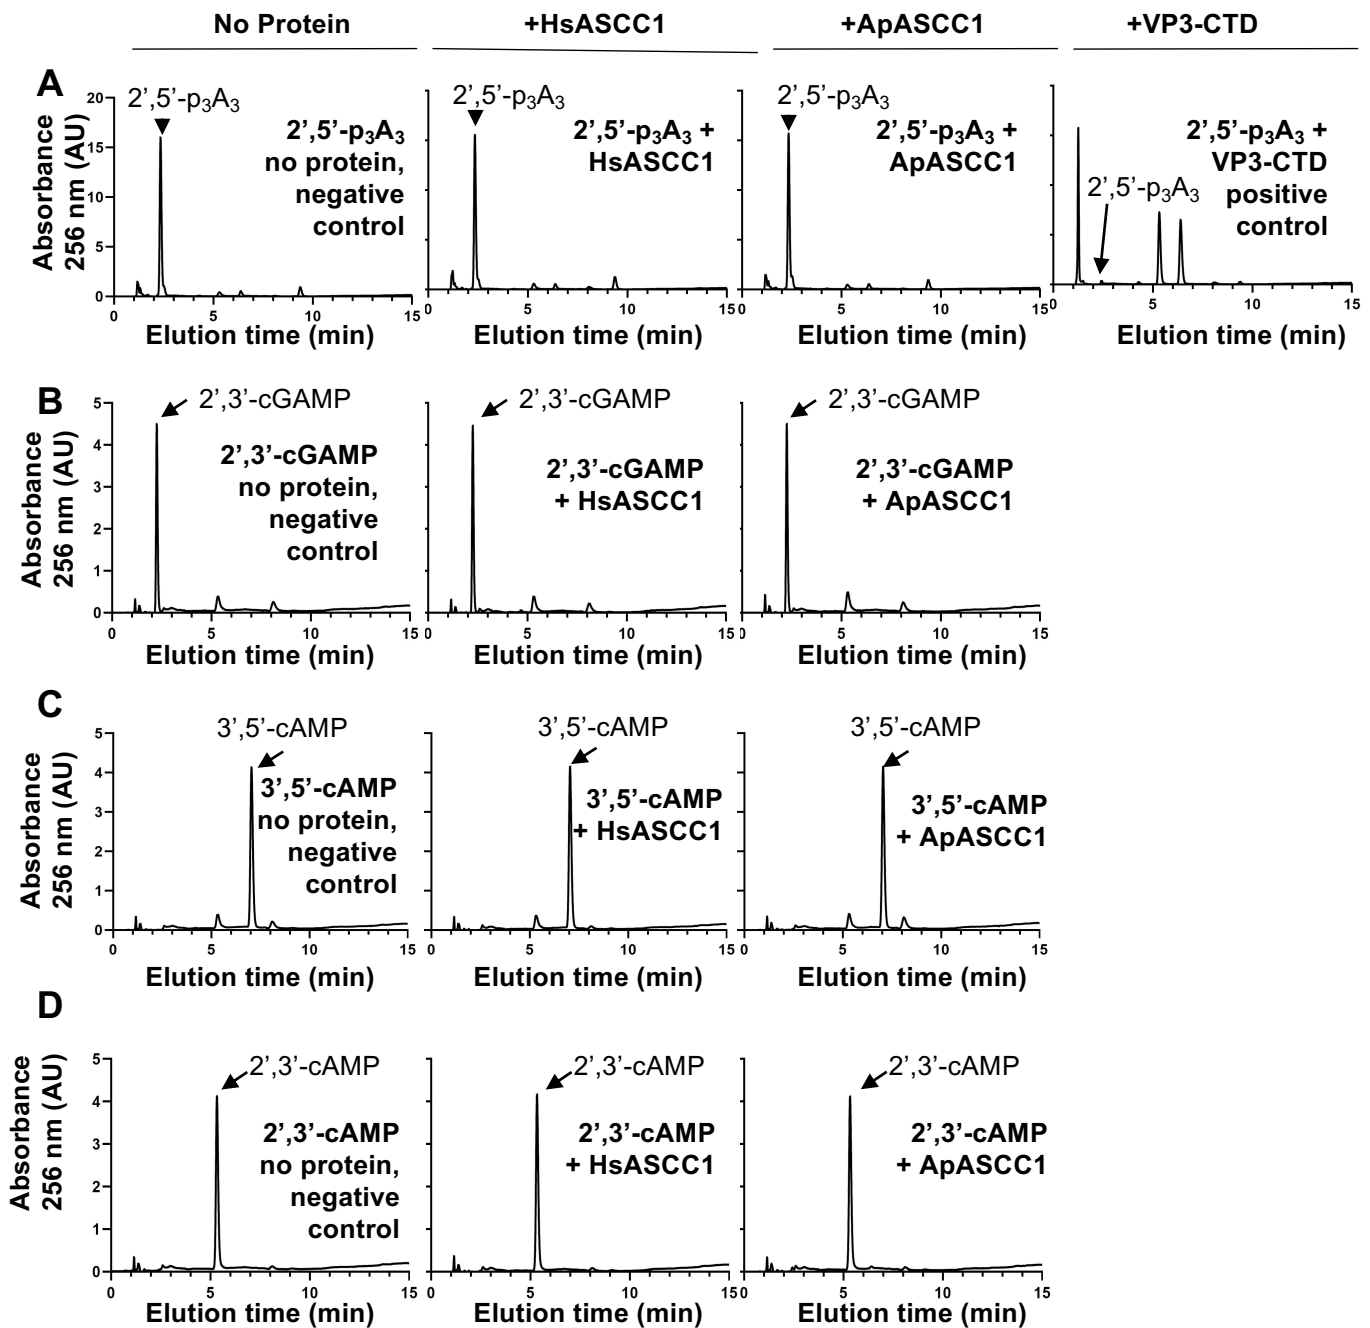 No Protein
+HsASCC1
+ApASCC1
+VP3-CTD
A
Absorbance
256 nm (AU)
20
15
10
5
0
2',5'-p₃A₃
2',5'-p₃A₃
no protein,
negative
control
0 5 10 15
Elution time (min)
2',5'-p₃A₃
2',5'-p₃A₃ +
HsASCC1
0 5 10 15
Elution time (min)
2',5'-p₃A₃
2',5'-p₃A₃ +
ApASCC1
0 5 10 15
Elution time (min)
2',5'-p₃A₃
2',5'-p₃A₃ +
VP3-CTD
positive
control
0 5 10 15
Elution time (min)
B
Absorbance
256 nm (AU)
5
4
3
2
1
0
2',3'-cGAMP
2',3'-cGAMP
no protein,
negative
control
0 5 10 15
Elution time (min)
2',3'-cGAMP
2',3'-cGAMP
+ HsASCC1
0 5 10 15
Elution time (min)
2',3'-cGAMP
2',3'-cGAMP
+ ApASCC1
0 5 10 15
Elution time (min)
C
Absorbance
256 nm (AU)
5
4
3
2
1
0
3',5'-cAMP
3',5'-cAMP
no protein,
negative
control
0 5 10 15
Elution time (min)
3',5'-cAMP
3',5'-cAMP
+ HsASCC1
0 5 10 15
Elution time (min)
3',5'-cAMP
3',5'-cAMP
+ ApASCC1
0 5 10 15
Elution time (min)
D
Absorbance
256 nm (AU)
5
4
3
2
1
0
2',3'-cAMP
2',3'-cAMP
no protein,
negative
control
0 5 10 15
Elution time (min)
2',3'-cAMP
2',3'-cAMP
+ HsASCC1
0 5 10 15
Elution time (min)
2',3'-cAMP
2',3'-cAMP
+ ApASCC1
0 5 10 15
Elution time (min)